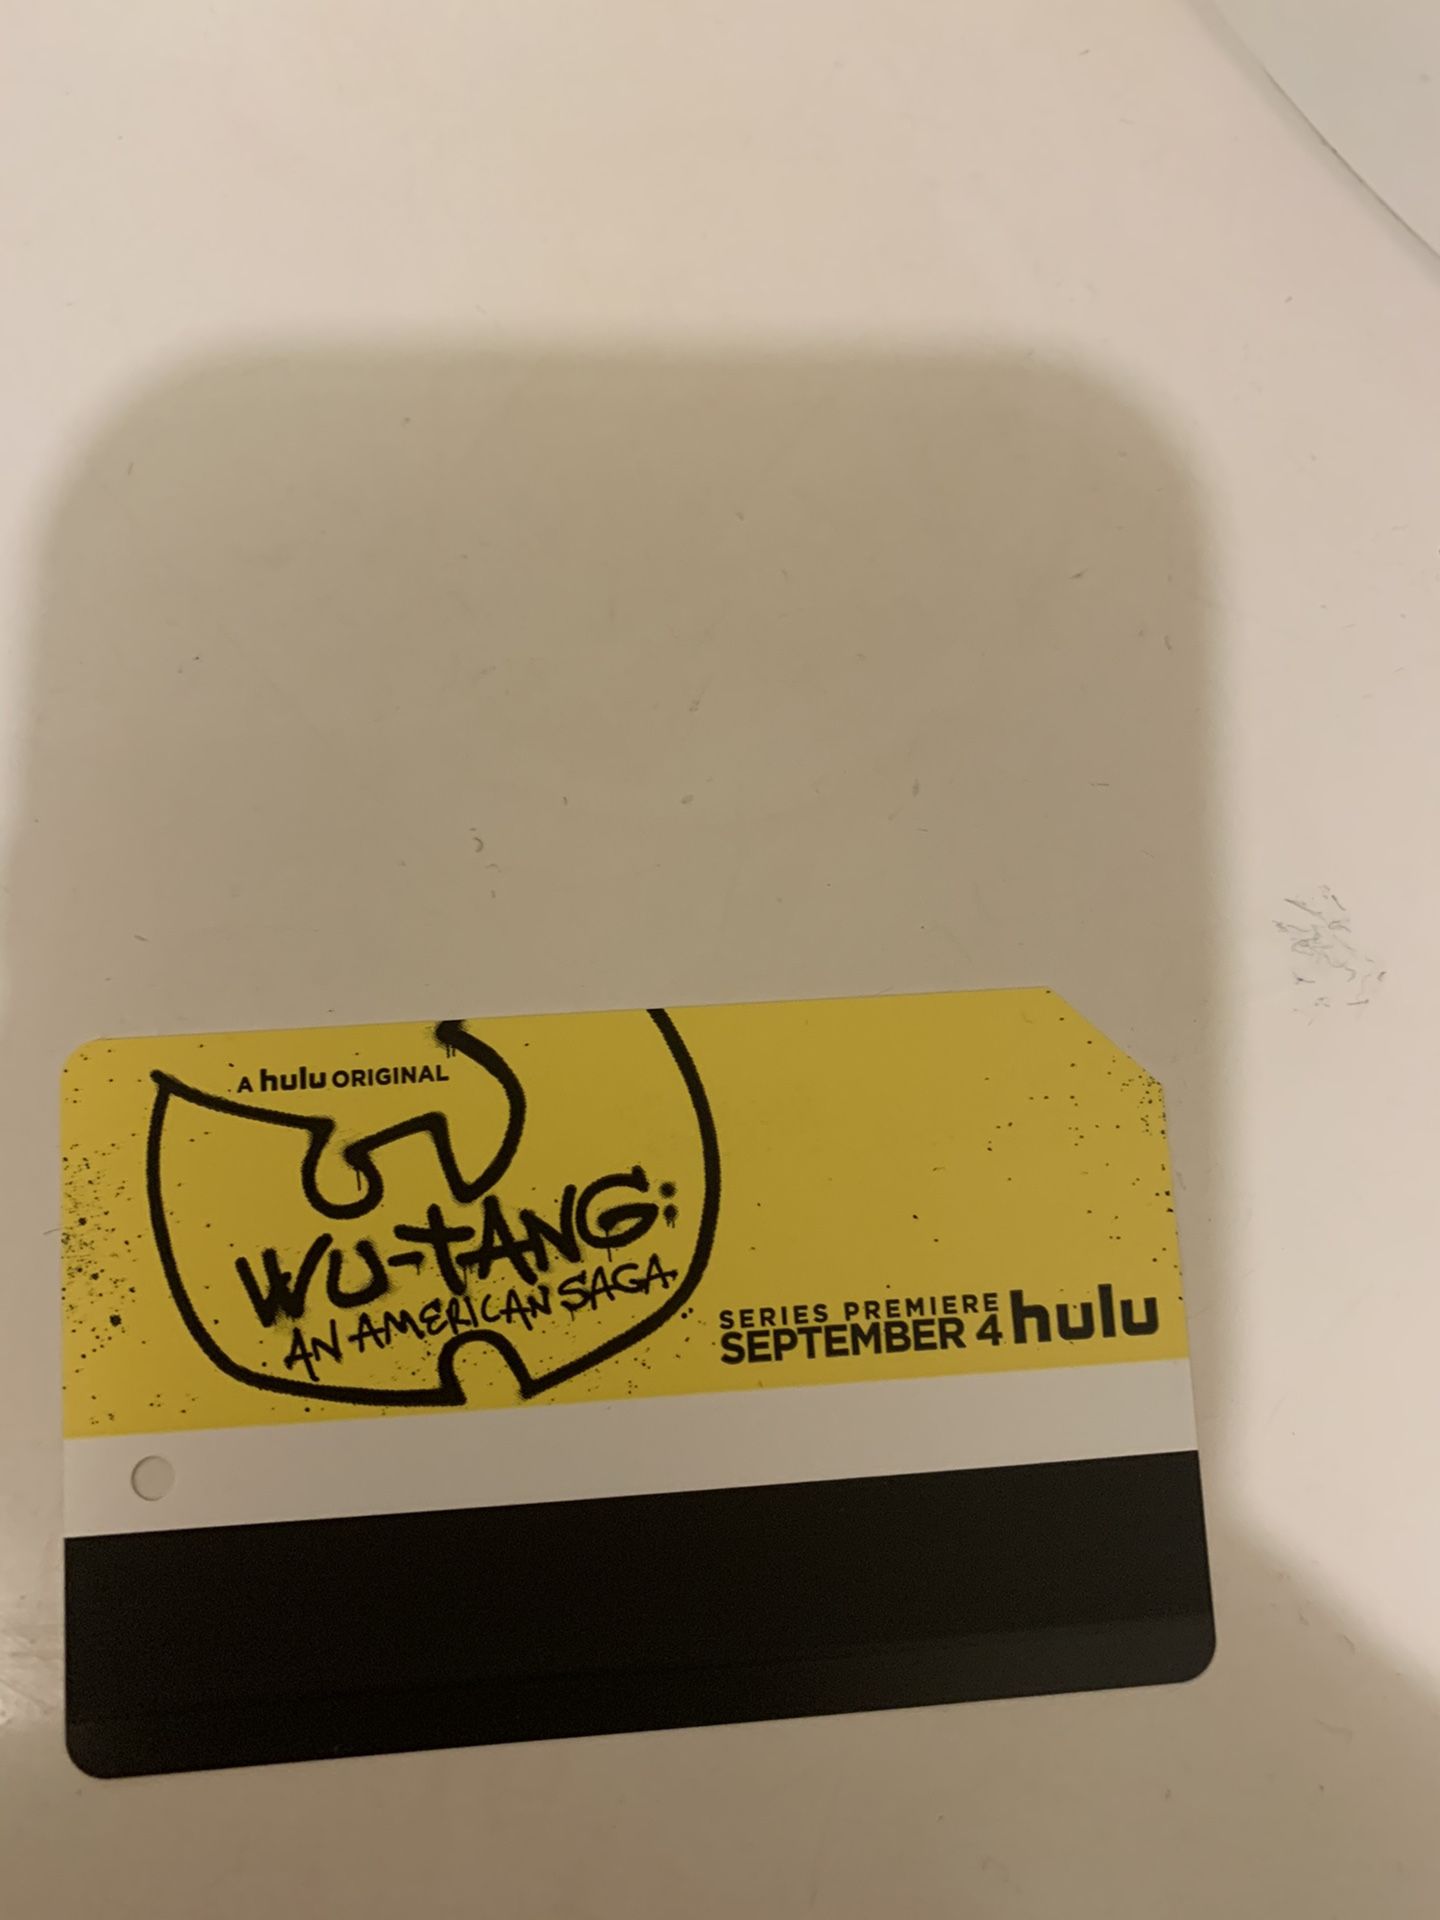 A hulu ORIGINAL
WU-TANG:
AN AMERICAN SAGA
SERIES PREMIERE
SEPTEMBER 4 hulu